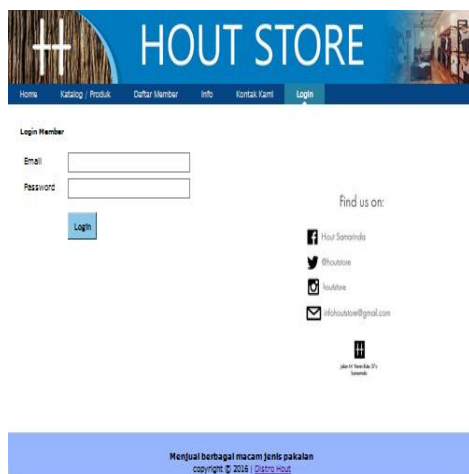 HOUT STORE
Home Katalog / Produk Daftar Member Info Kontak Kami Login
Login Member
Email
Password
Login
Find us on:
Hout Samarinda
@houtstore
houtstore
infohoutstore@gmail.com
Samarinda
Menjual berbagai macam jenis pakaian
copyright © 2016 | Distro Hout